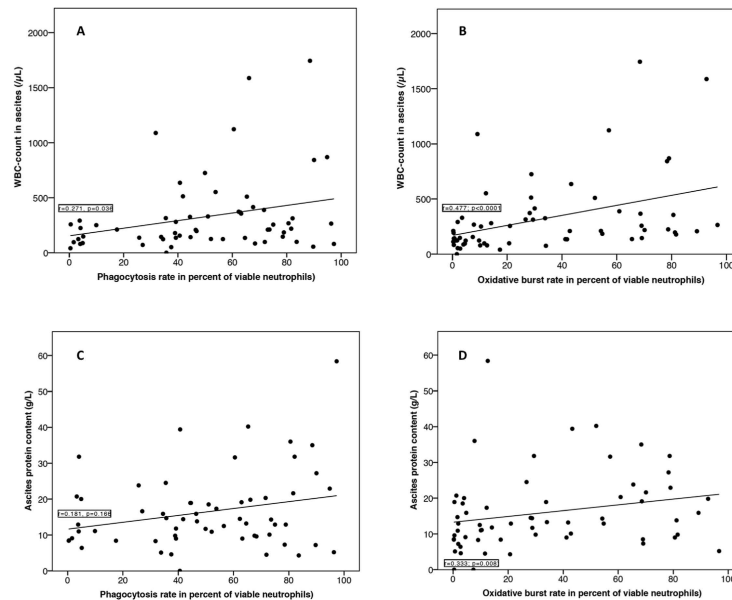 A
2000
1500
1000
500
0
WBC-count in ascites (/µL)
r=0.271; p=0.036
0 20 40 60 80 100
Phagocytosis rate in percent of viable neutrophils)
B
2000
1500
1000
500
0
WBC-count in ascites (/µL)
r=0.477; p<0.0001
0 20 40 60 80 100
Oxidative burst rate in percent of viable neutrophils)
C
60
50
40
30
20
10
0
Ascites protein content (g/L)
r=0.181, p=0.166
0 20 40 60 80 100
Phagocytosis rate in percent of viable neutrophils)
D
60
50
40
30
20
10
0
Ascites protein content (g/L)
r=0.333; p=0.008
0 20 40 60 80 100
Oxidative burst rate in percent of viable neutrophils)